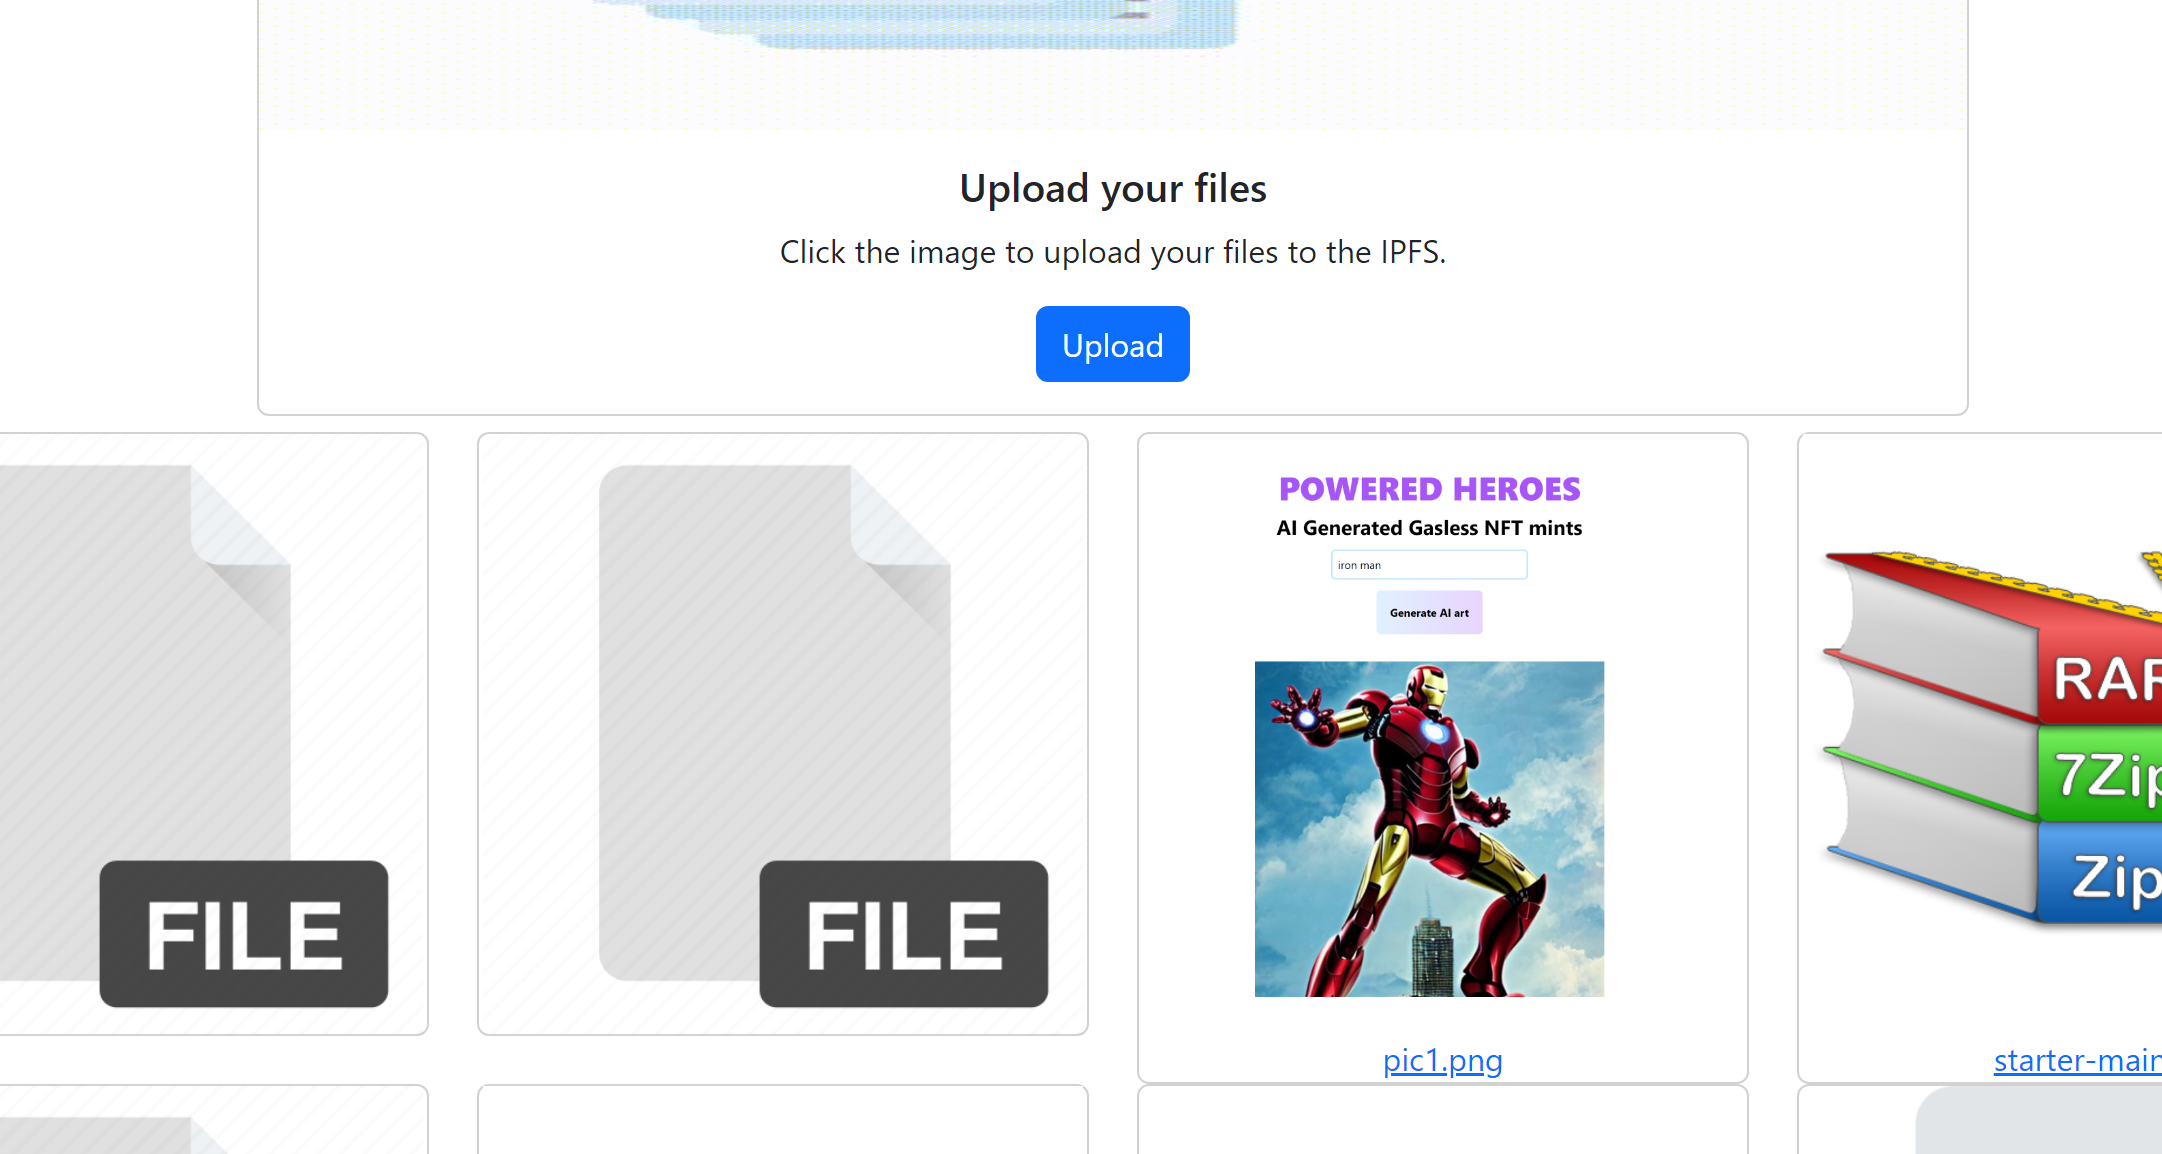 Upload your files
Click the image to upload your files to the IPFS.
Upload
FILE
FILE
POWERED HEROES
AI Generated Gasless NFT mints
iron man
Generate AI art
pic1.png
RAR
7Zip
Zip
starter-main